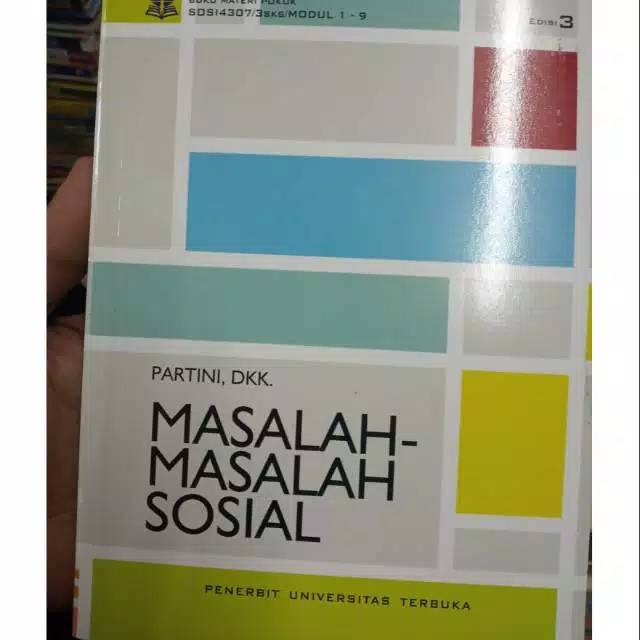 BUKU MATERI POKOK
SOSI4307/3SKS/MODUL 1 - 9
EDISI 3
PARTINI, DKK.
MASALAH-
MASALAH
SOSIAL
PENERBIT UNIVERSITAS TERBUKA